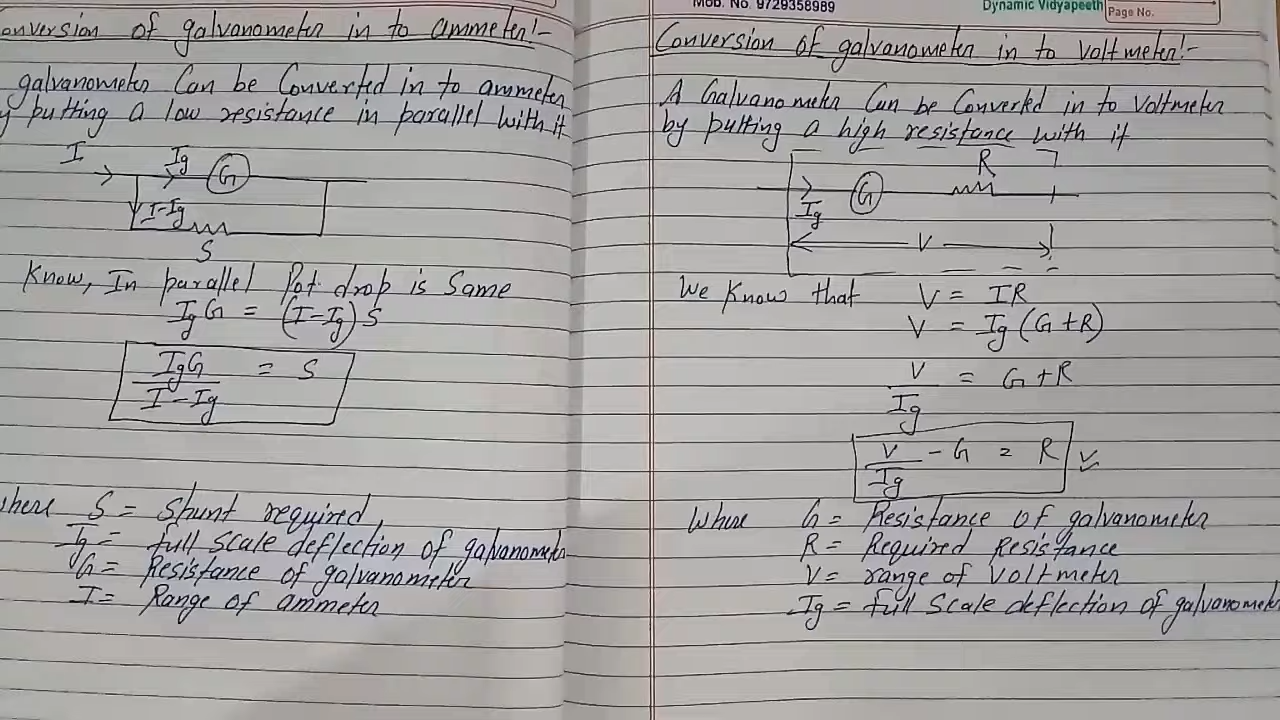 onversion of galvanometer in to ammeter!-
galvanometer Can be Converted in to ammeter
y putting a low resistance in parallel with it
I
Ig
G
I-Ig
S
Know, In parallel Pot. drop is Same
IgG = (I-Ig)S
IgG
= S
I-Ig
where S = Shunt required,
Ig = full scale deflection of galvanometer
G = Resistance of galvanometer
I = Range of ammeter
Mob. No. 9729358989
Dynamic Vidyapeeth
Page No.
Conversion of galvanometer in to voltmeter!-
A Galvanometer Can be Converted in to Voltmeter
by putting a high resistance with it
R
G
Ig
V
We Know that V = IR
V = Ig(G+R)
V
= G+R
Ig
V
- G = R
Ig
Where G = Resistance of galvanometer
R = Required Resistance
V = range of Voltmeter
Ig = full Scale deflection of galvanomete